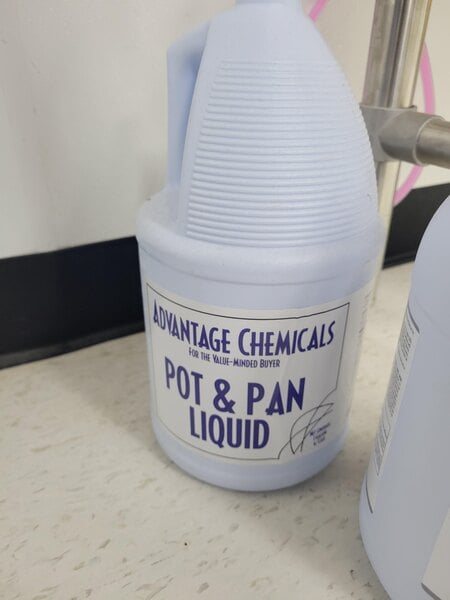 ADVANTAGE CHEMICALS
FOR THE VALUE-MINDED BUYER
POT & PAN
LIQUID